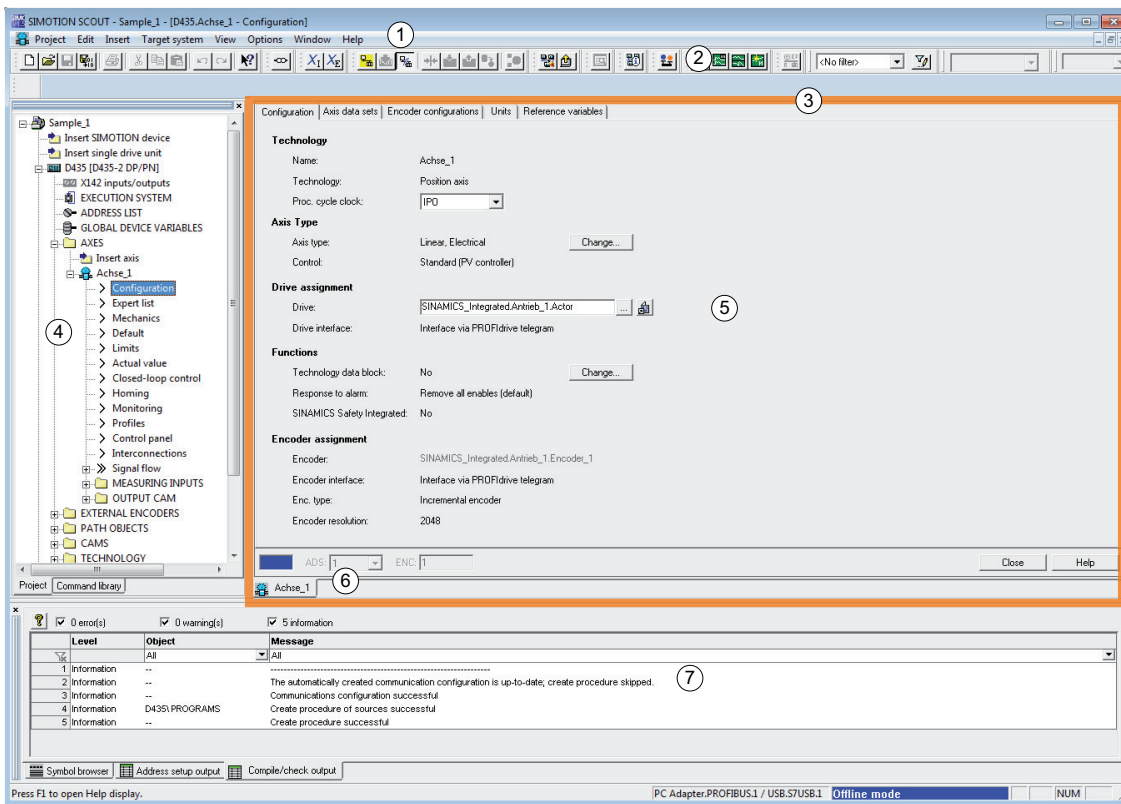 SIMOTION SCOUT - Sample_1 - [D435.Achse_1 - Configuration]
Project Edit Insert Target system View Options Window Help
1
2
<No filter>
3
Sample_1
Insert SIMOTION device
Insert single drive unit
D435 [D435-2 DP/PN]
X142 inputs/outputs
EXECUTION SYSTEM
ADDRESS LIST
GLOBAL DEVICE VARIABLES
AXES
Insert axis
Achse_1
Configuration
Expert list
Mechanics
Default
4
Limits
Actual value
Closed-loop control
Homing
Monitoring
Profiles
Control panel
Interconnections
Signal flow
MEASURING INPUTS
OUTPUT CAM
EXTERNAL ENCODERS
PATH OBJECTS
CAMS
TECHNOLOGY
Project Command library
Configuration Axis data sets Encoder configurations Units Reference variables
Technology
Name: Achse_1
Technology: Position axis
Proc. cycle clock: IPO
Axis Type
Axis type: Linear, Electrical Change...
Control: Standard (PV controller)
Drive assignment
Drive: SINAMICS_Integrated.Antrieb_1.Actor ...
5
Drive interface: Interface via PROFIdrive telegram
Functions
Technology data block: No Change...
Response to alarm: Remove all enables (default)
SINAMICS Safety Integrated: No
Encoder assignment
Encoder: SINAMICS_Integrated.Antrieb_1.Encoder_1
Encoder interface: Interface via PROFIdrive telegram
Enc. type: Incremental encoder
Encoder resolution: 2048
ADS: 1 ENC: 1 Close Help
Achse_1
6
0 error(s) 0 warning(s) 5 information
Level Object Message
All All
1 Information -- ----------------------------------------------------------------------
2 Information -- The automatically created communication configuration is up-to-date; create procedure skipped.
7
3 Information -- Communications configuration successful
4 Information D435\PROGRAMS Create procedure of sources successful
5 Information -- Create procedure successful
Symbol browser Address setup output Compile/check output
Press F1 to open Help display. PC Adapter.PROFIBUS.1 / USB.S7USB.1 Offline mode NUM